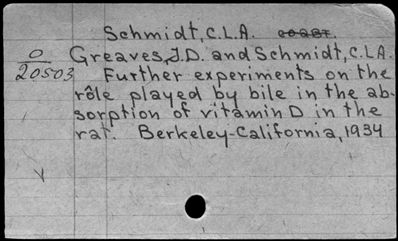 Schmidt, C.L.A.
O
20503
Greaves, J.D. and Schmidt, C.L.A.
Further experiments on the
rôle played by bile in the ab-
sorption of vitamin D in the
rat. Berkeley-California, 1934